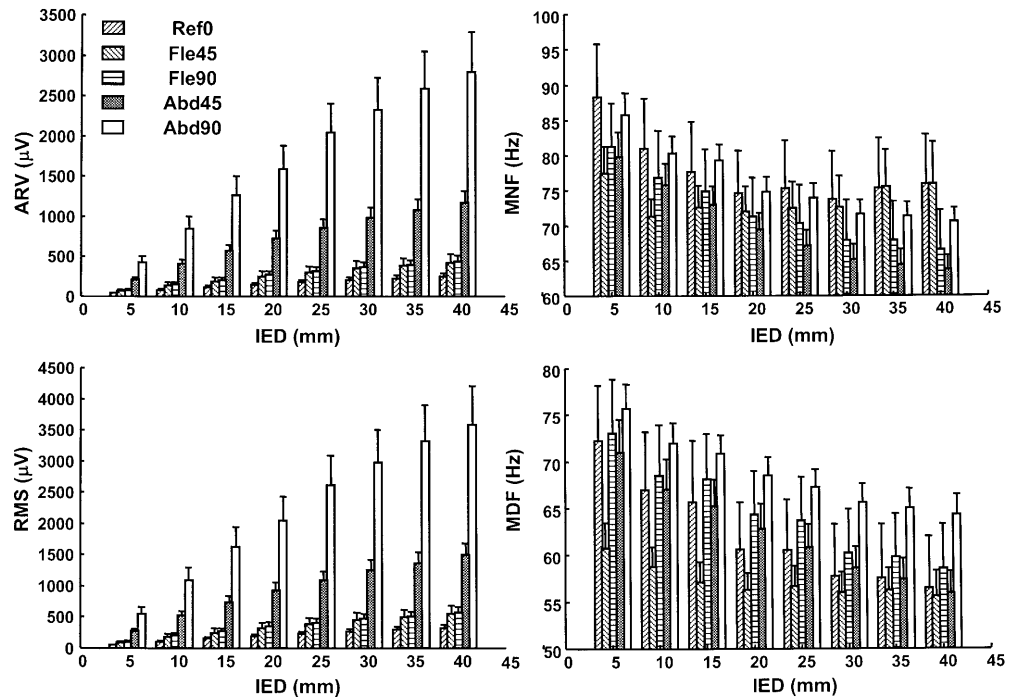 3500
3000
2500
2000
1500
1000
500
0
ARV (µV)
0 5 10 15 20 25 30 35 40 45
IED (mm)
Ref0
Fle45
Fle90
Abd45
Abd90
100
95
90
85
80
75
70
65
60
MNF (Hz)
0 5 10 15 20 25 30 35 40 45
IED (mm)
4500
4000
3500
3000
2500
2000
1500
1000
500
0
RMS (µV)
0 5 10 15 20 25 30 35 40 45
IED (mm)
80
75
70
65
60
55
50
MDF (Hz)
0 5 10 15 20 25 30 35 40 45
IED (mm)